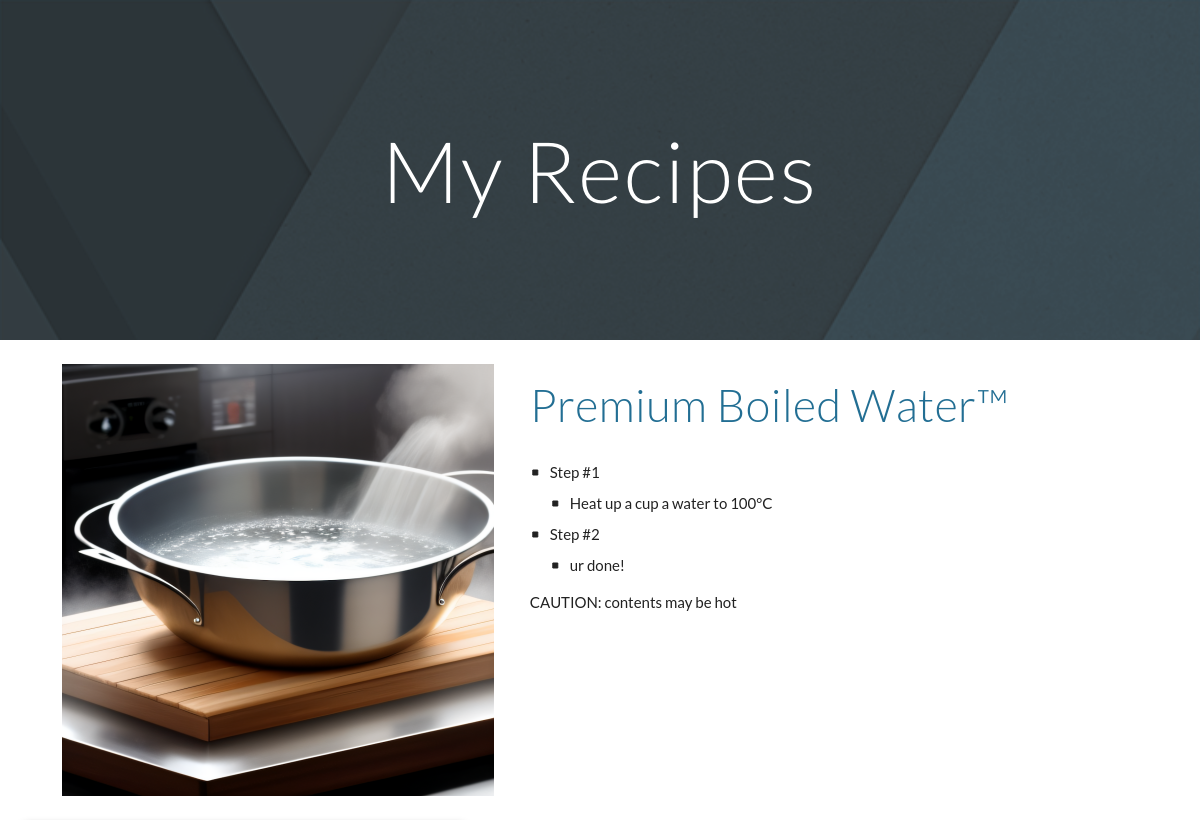 My Recipes
Premium Boiled Water™
Step #1
Heat up a cup a water to 100°C
Step #2
ur done!
CAUTION: contents may be hot